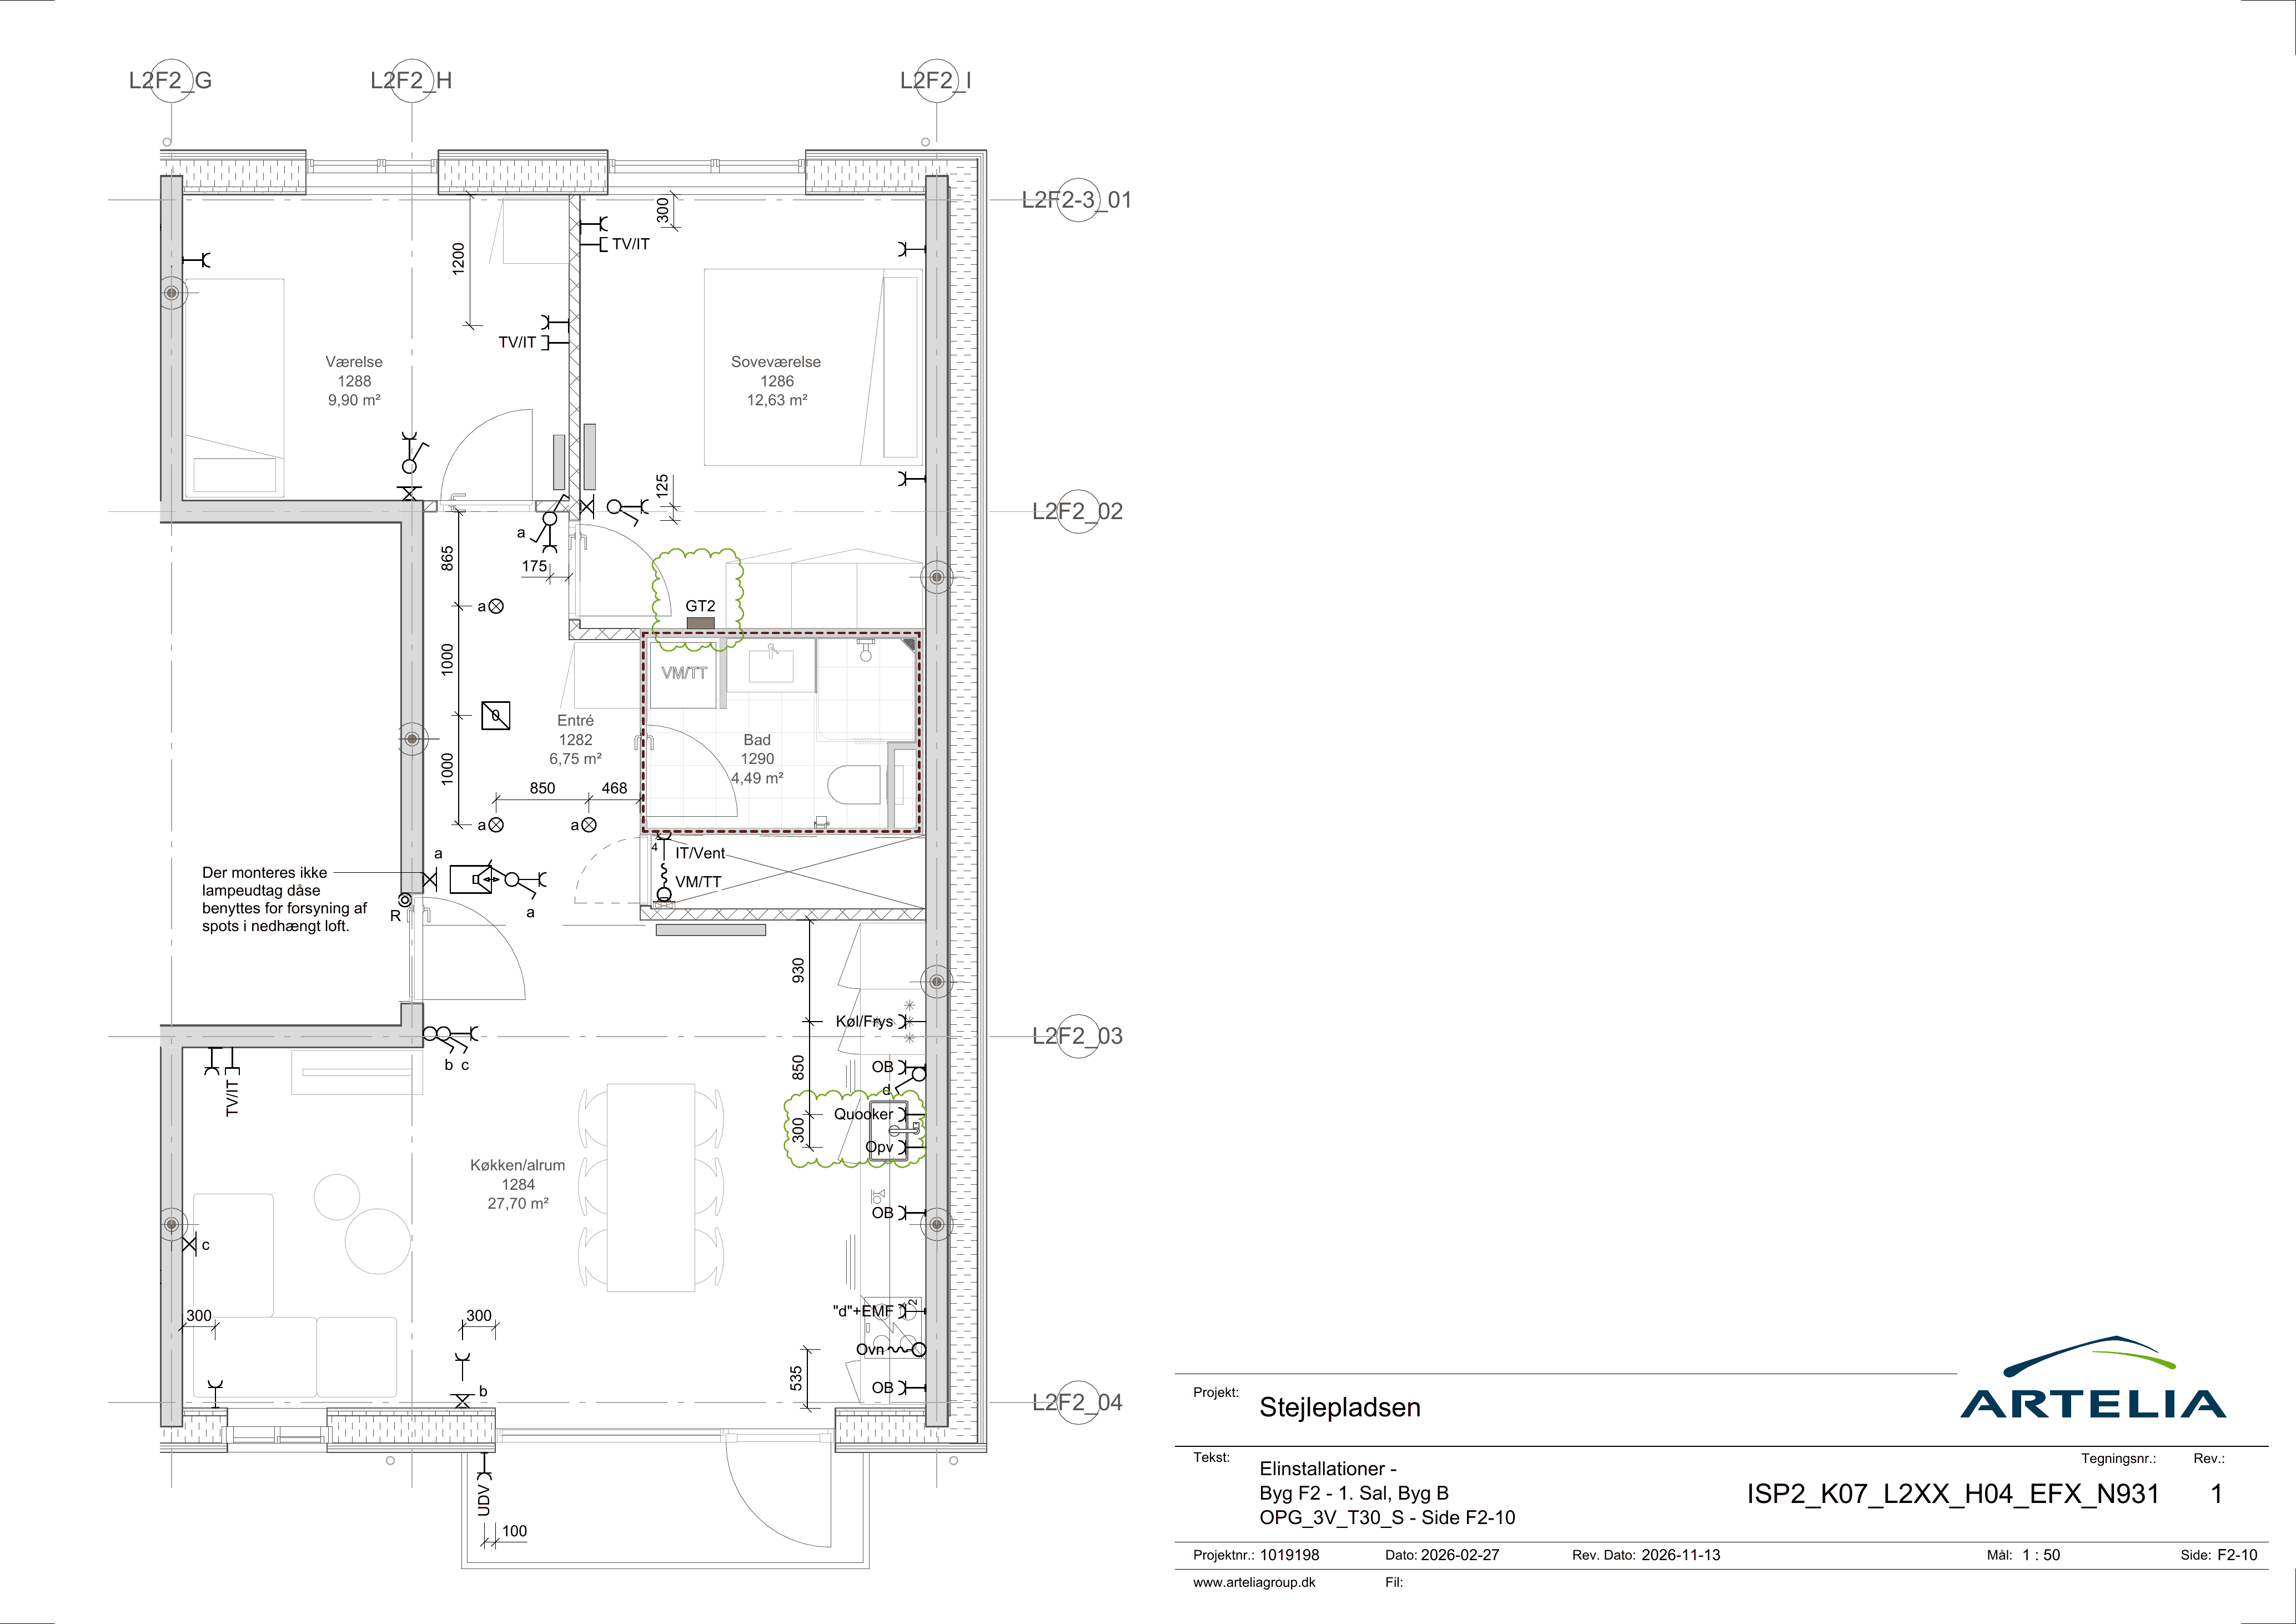 L2F2_G
L2F2_H
L2F2_I
L2F2-3_01
300
TV/IT
1200
TV/IT
Værelse
1288
9,90 m²
Soveværelse
1286
12,63 m²
125
L2F2_02
a
865
175
a
GT2
1000
VM/TT
0
Entré
1282
6,75 m²
Bad
1290
4,49 m²
1000
850
468
a
a
4
IT/Vent
VM/TT
a
Der monteres ikke
lampeudtag dåse
benyttes for forsyning af
spots i nedhængt loft.
R
a
930
Køl/Frys
L2F2_03
b c
850
OB
d
TV/IT
Quooker
300
Opv
Køkken/alrum
1284
27,70 m²
OB
c
300
300
"d"+EMF
2
Ovn
535
b
OB
L2F2_04
UDV
100
ARTELIA
Projekt:
Stejlepladsen
Tekst:
Elinstallationer -
Byg F2 - 1. Sal, Byg B
OPG_3V_T30_S - Side F2-10
Tegningsnr.:
Rev.:
ISP2_K07_L2XX_H04_EFX_N931
1
Projektnr.: 1019198
Dato: 2026-02-27
Rev. Dato: 2026-11-13
Mål: 1 : 50
Side: F2-10
www.arteliagroup.dk
Fil: